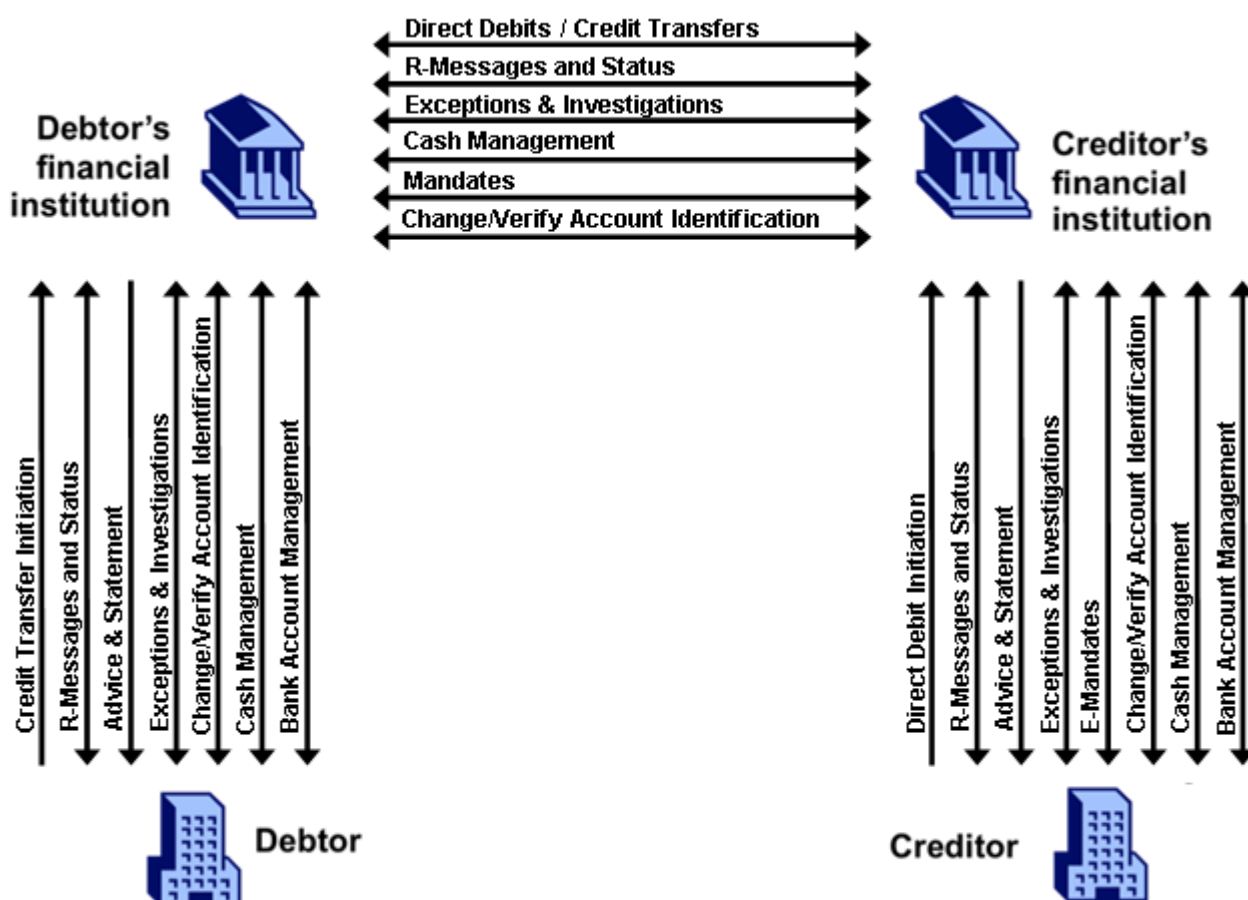 Direct Debits / Credit Transfers
R-Messages and Status
Exceptions & Investigations
Cash Management
Mandates
Change/Verify Account Identification
Debtor's
financial
institution
Creditor's
financial
institution
Credit Transfer Initiation
R-Messages and Status
Advice & Statement
Exceptions & Investigations
Change/Verify Account Identification
Cash Management
Bank Account Management
Direct Debit Initiation
R-Messages and Status
Advice & Statement
Exceptions & Investigations
E-Mandates
Change/Verify Account Identification
Cash Management
Bank Account Management
Debtor
Creditor